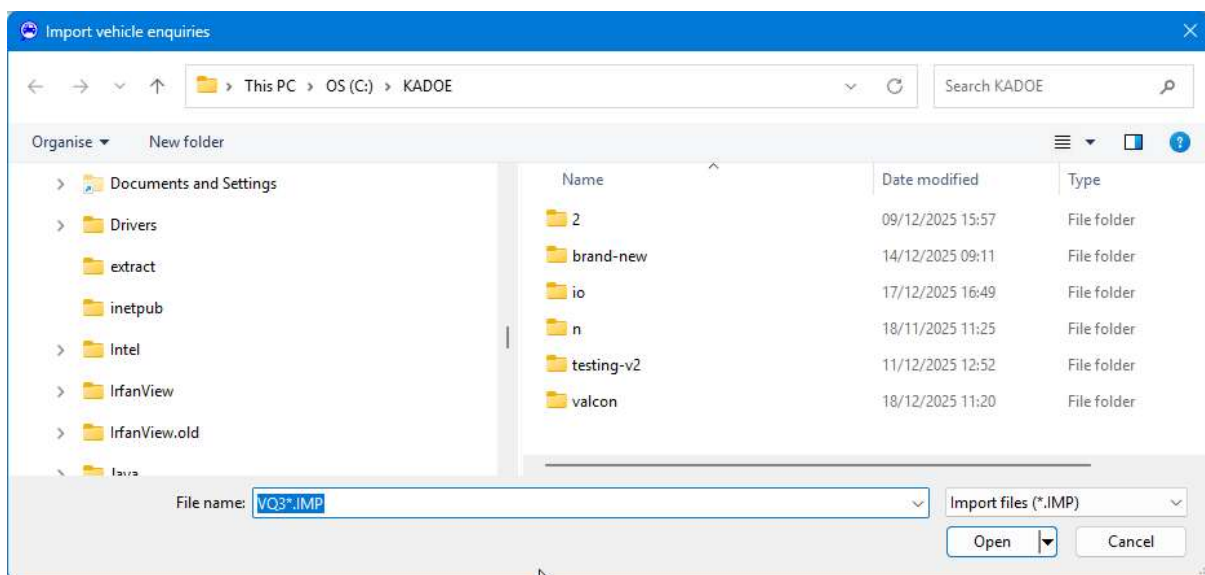 Import vehicle enquiries
This PC > OS (C:) > KADOE
Search KADOE
Organise
New folder
Documents and Settings
Drivers
extract
inetpub
Intel
IrfanView
IrfanView.old
Java
Name Date modified Type
2 09/12/2025 15:57 File folder
brand-new 14/12/2025 09:11 File folder
io 17/12/2025 16:49 File folder
n 18/11/2025 11:25 File folder
testing-v2 11/12/2025 12:52 File folder
valcon 18/12/2025 11:20 File folder
File name: VQ3*.IMP
Import files (*.IMP)
Open
Cancel